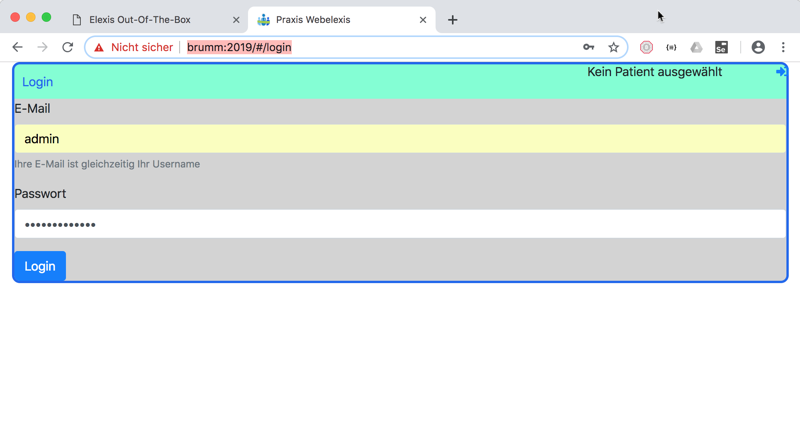 Elexis Out-Of-The-Box
Praxis Webelexis
Nicht sicher
brumm:2019/#/login
Kein Patient ausgewählt
Login
E-Mail
admin
Ihre E-Mail ist gleichzeitig Ihr Username
Passwort
•••••••••••••
Login